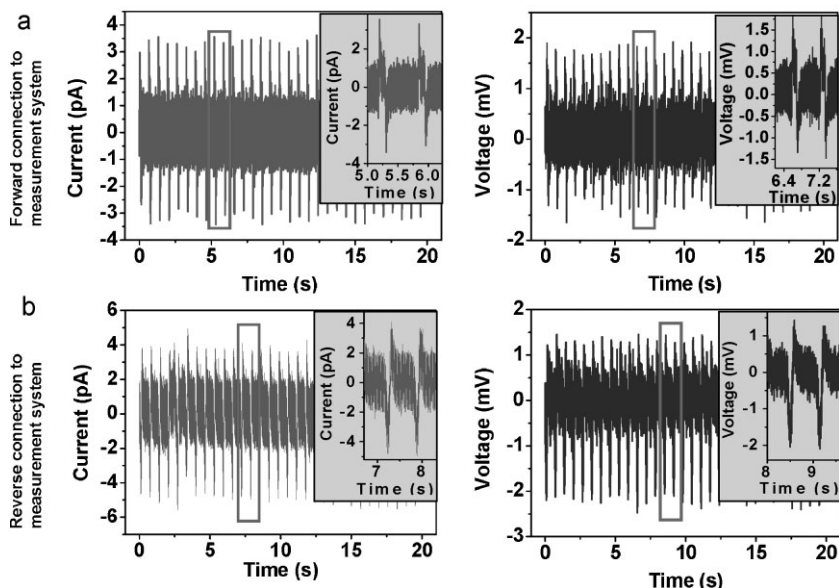 a
Forward connection to
measurement system
Current (pA)
4
3
2
1
0
-1
-2
-3
-4
0 5 10 15 20
Time (s)
Current (pA)
4
2
0
-2
-4
5.0 5.5 6.0
Time (s)
Voltage (mV)
2
1
0
-1
-2
0 5 10 15 20
Time (s)
Voltage (mV)
1.5
1.0
0.5
0.0
-0.5
-1.0
-1.5
6.4 7.2
Time (s)
b
Reverse connection to
measurement system
Current (pA)
6
4
2
0
-2
-4
-6
0 5 10 15 20
Time (s)
Current (pA)
4
2
0
-2
-4
7 8
Time (s)
Voltage (mV)
2
1
0
-1
-2
-3
0 5 10 15 20
Time (s)
Voltage (mV)
1
0
-1
-2
8 9
Time (s)